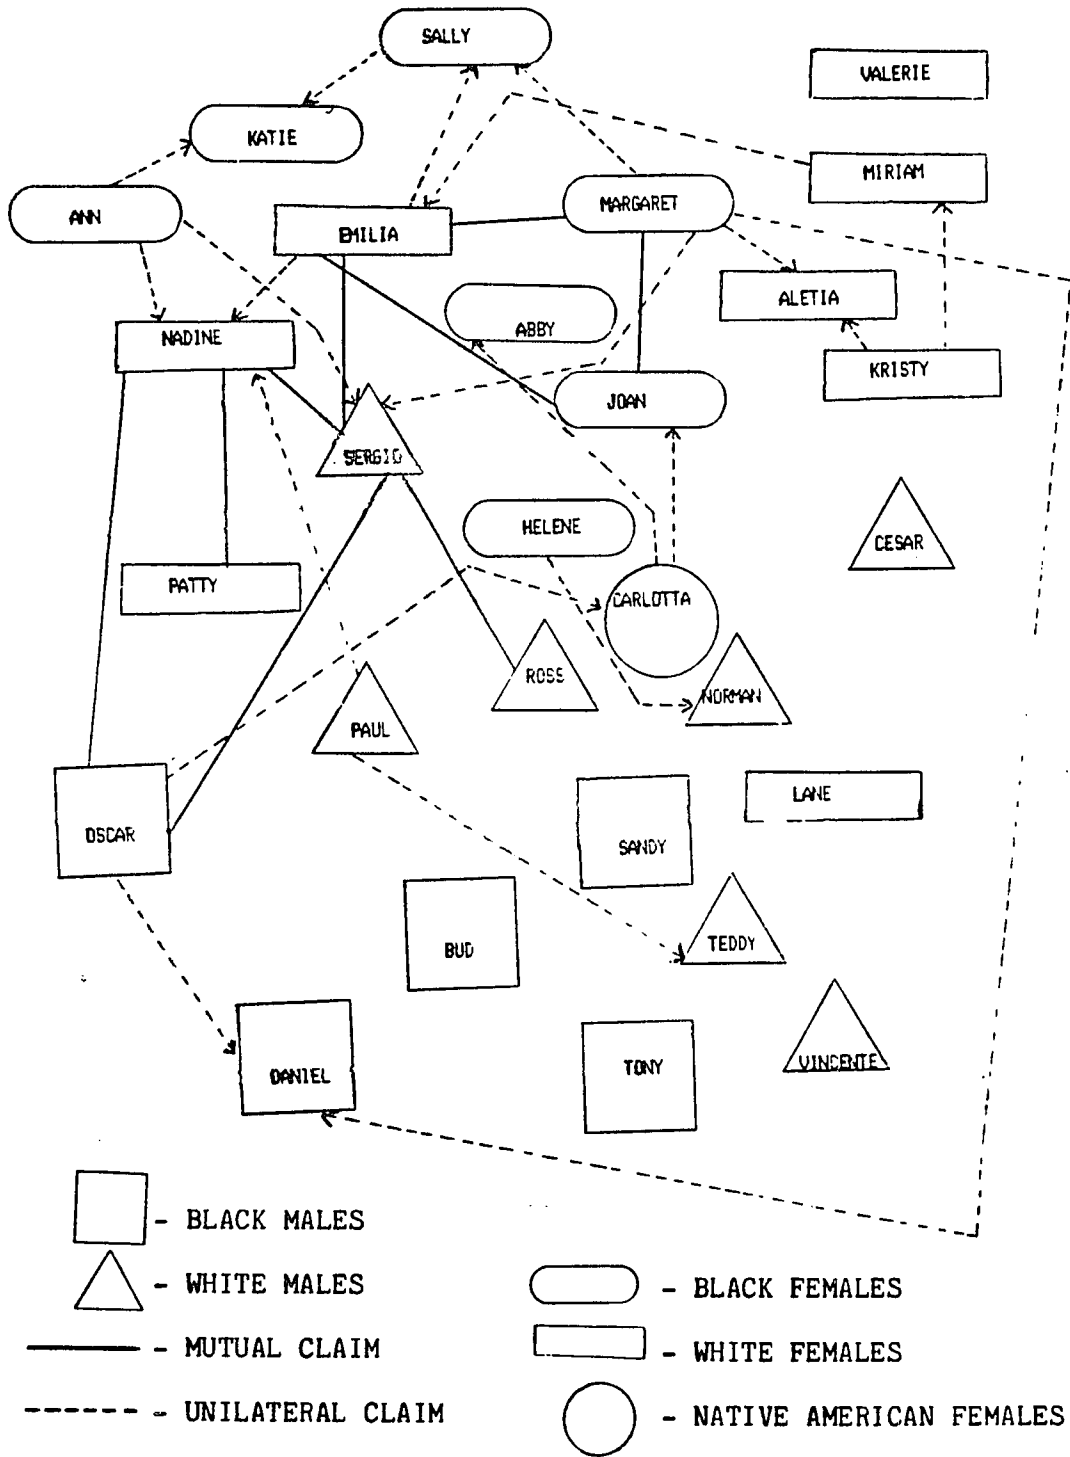 SALLY
VALERIE
KATIE
MIRIAM
ANN
EMILIA
MARGARET
ALETIA
ABBY
NADINE
KRISTY
JOAN
SERGIO
HELENE
CESAR
PATTY
CARLOTTA
ROSS
NORMAN
PAUL
LANE
OSCAR
SANDY
BUD
TEDDY
DANIEL
TONY
VINCENTE
- BLACK MALES
- WHITE MALES
- BLACK FEMALES
- MUTUAL CLAIM
- WHITE FEMALES
- UNILATERAL CLAIM
- NATIVE AMERICAN FEMALES